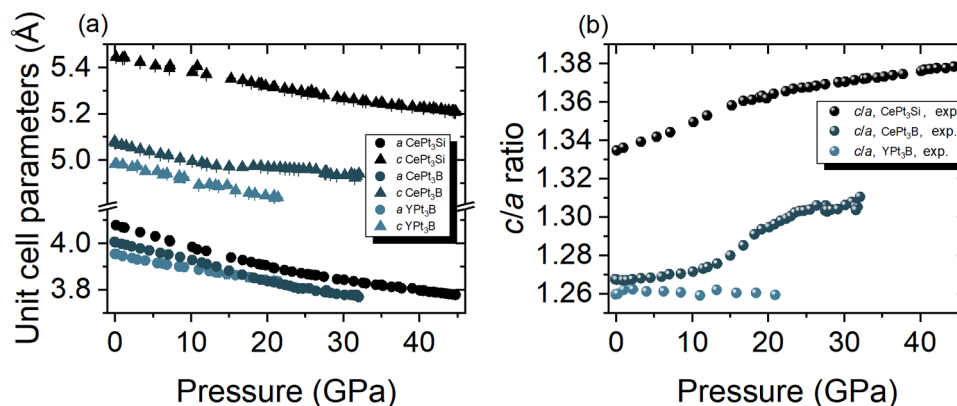 (a)
Unit cell parameters (Å)
5.4
5.2
5.0
4.0
3.8
a CePt₃Si
c CePt₃Si
a CePt₃B
c CePt₃B
a YPt₃B
c YPt₃B
0 10 20 30 40
Pressure (GPa)
(b)
c/a ratio
1.38
1.36
1.34
1.31
1.30
1.28
1.26
c/a, CePt₃Si, exp.
c/a, CePt₃B, exp.
c/a, YPt₃B, exp.
0 10 20 30 40
Pressure (GPa)